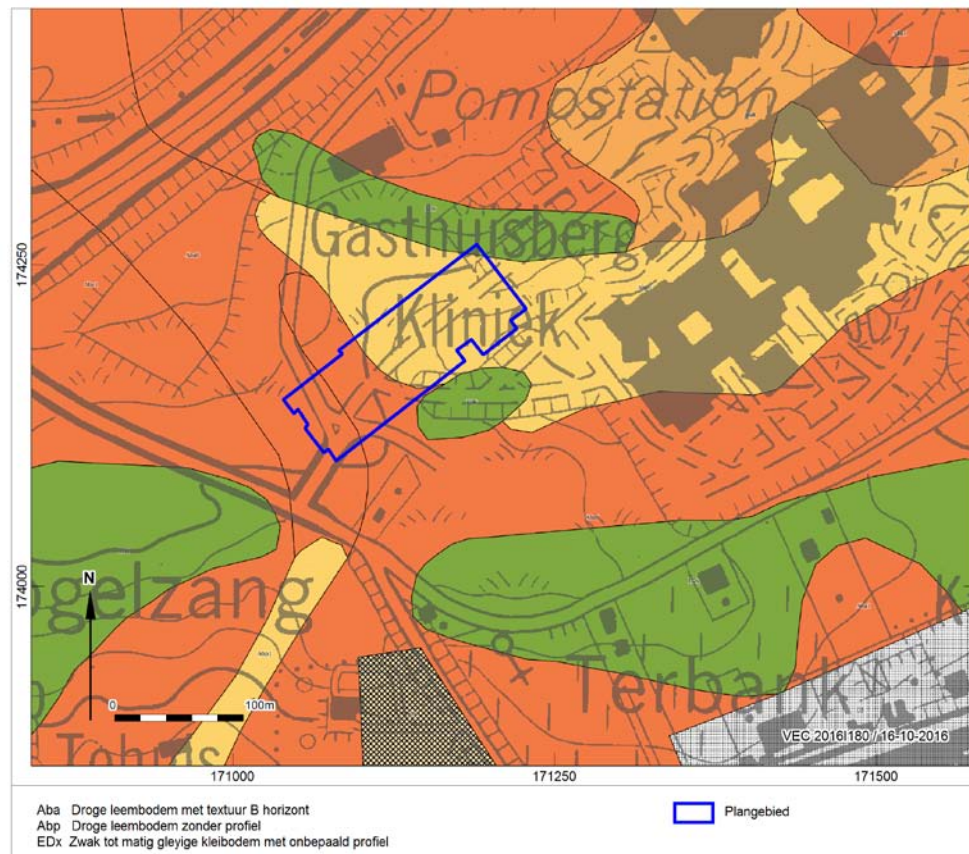 Pompstation
Gasthuisberg
Kliniek
174250
174000
N
0
100m
Terbank
VEC 2016I180 / 16-10-2016
171000
171250
171500
Aba Droge leembodem met textuur B horizont
Abp Droge leembodem zonder profiel
EDx Zwak tot matig gleyige kleibodem met onbepaald profiel
Plangebied